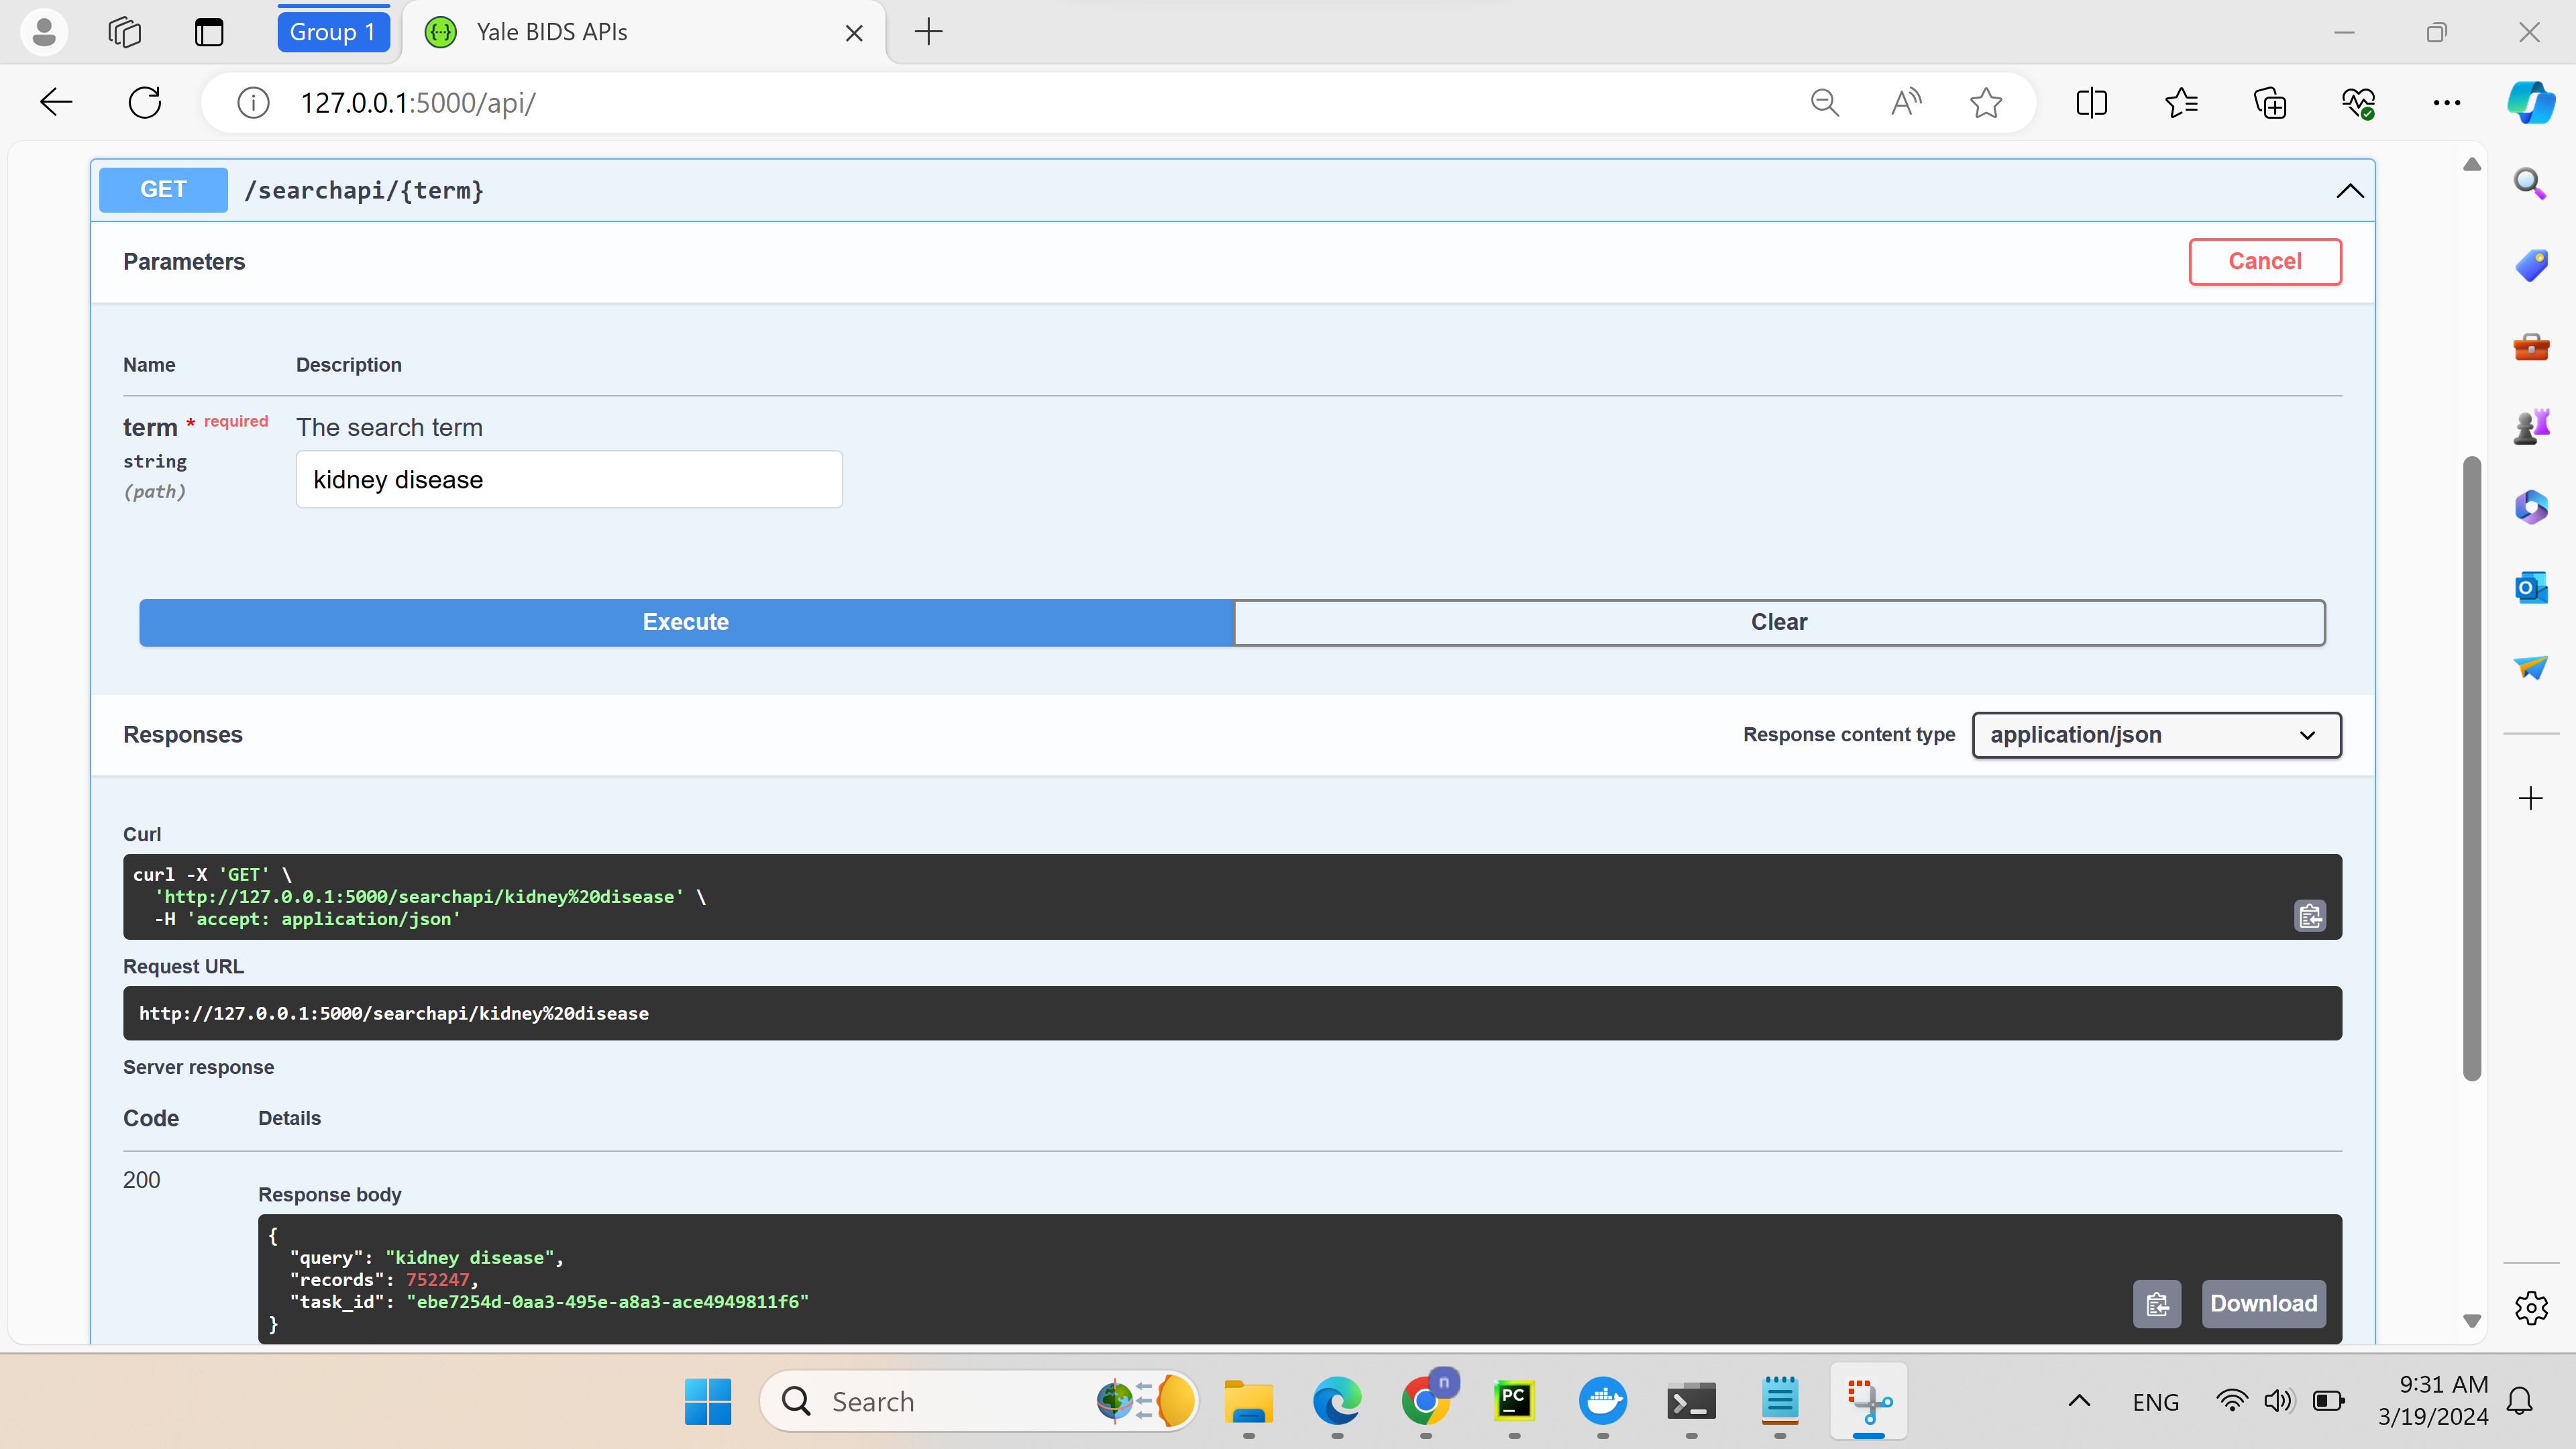 Group 1
Yale BIDS APIs
127.0.0.1:5000/api/
GET /searchapi/{term}
Parameters
Cancel
Name Description
term * required The search term
string
(path)
kidney disease
Execute Clear
Responses Response content type application/json
Curl
curl -X 'GET' \
'http://127.0.0.1:5000/searchapi/kidney%20disease' \
-H 'accept: application/json'
Request URL
http://127.0.0.1:5000/searchapi/kidney%20disease
Server response
Code Details
200
Response body
{
"query": "kidney disease",
"records": 752247,
"task_id": "ebe7254d-0aa3-495e-a8a3-ace4949811f6"
}
Download
Search
n
PC
ENG
9:31 AM
3/19/2024